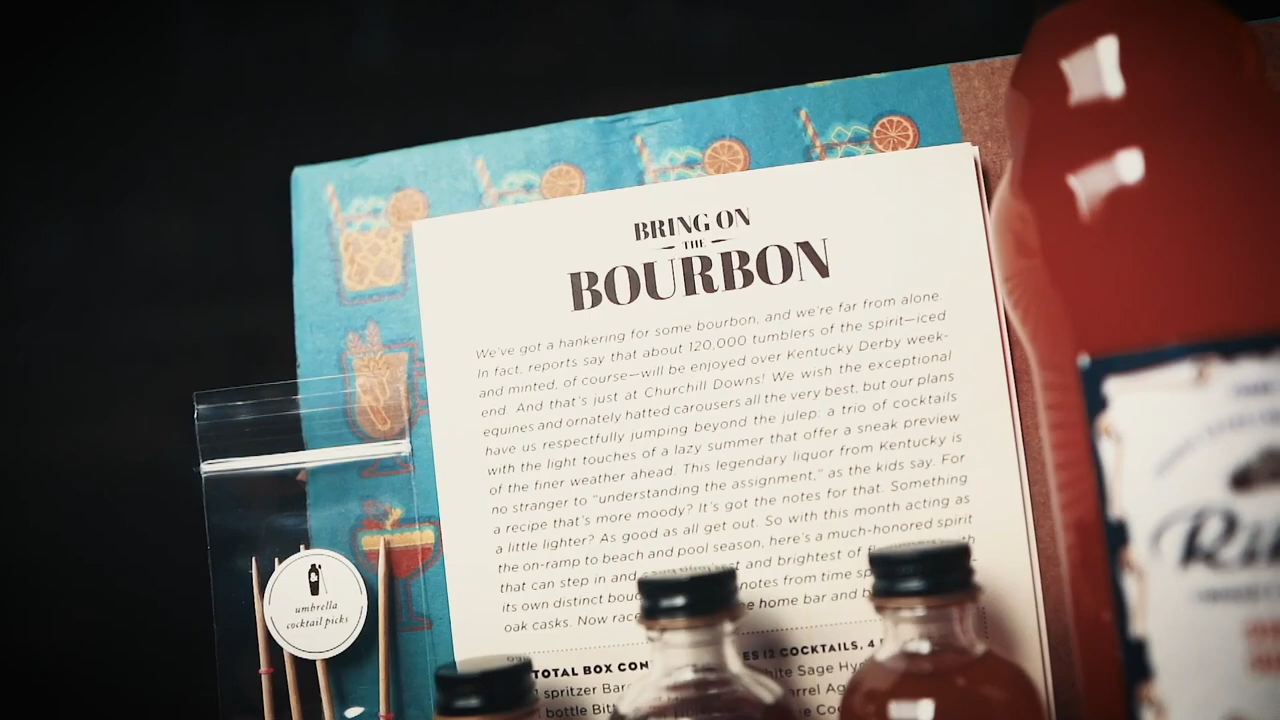 BRING ON
THE
BOURBON
We've got a hankering for some bourbon, and we're far from alone.
In fact, reports say that about 120,000 tumblers of the spirit—iced
and minted, of course—will be enjoyed over Kentucky Derby week-
end. And that's just at Churchill Downs! We wish the exceptional
equines and ornately hatted carousers all the very best, but our plans
have us respectfully jumping beyond the julep: a trio of cocktails
with the light touches of a lazy summer that offer a sneak preview
of the finer weather ahead. This legendary liquor from Kentucky is
no stranger to "understanding the assignment," as the kids say. For
a recipe that's more moody? It's got the notes for that. Something
a little lighter? As good as all get out. So with this month acting as
the on-ramp to beach and pool season, here's a much-honored spirit
that can step in and and brightest of
its own distinct notes from time
oak casks. Now home bar and
TOTAL BOX 12 COCKTAILS, 4
1 spritzer Sage
bottle
umbrella
cocktail picks